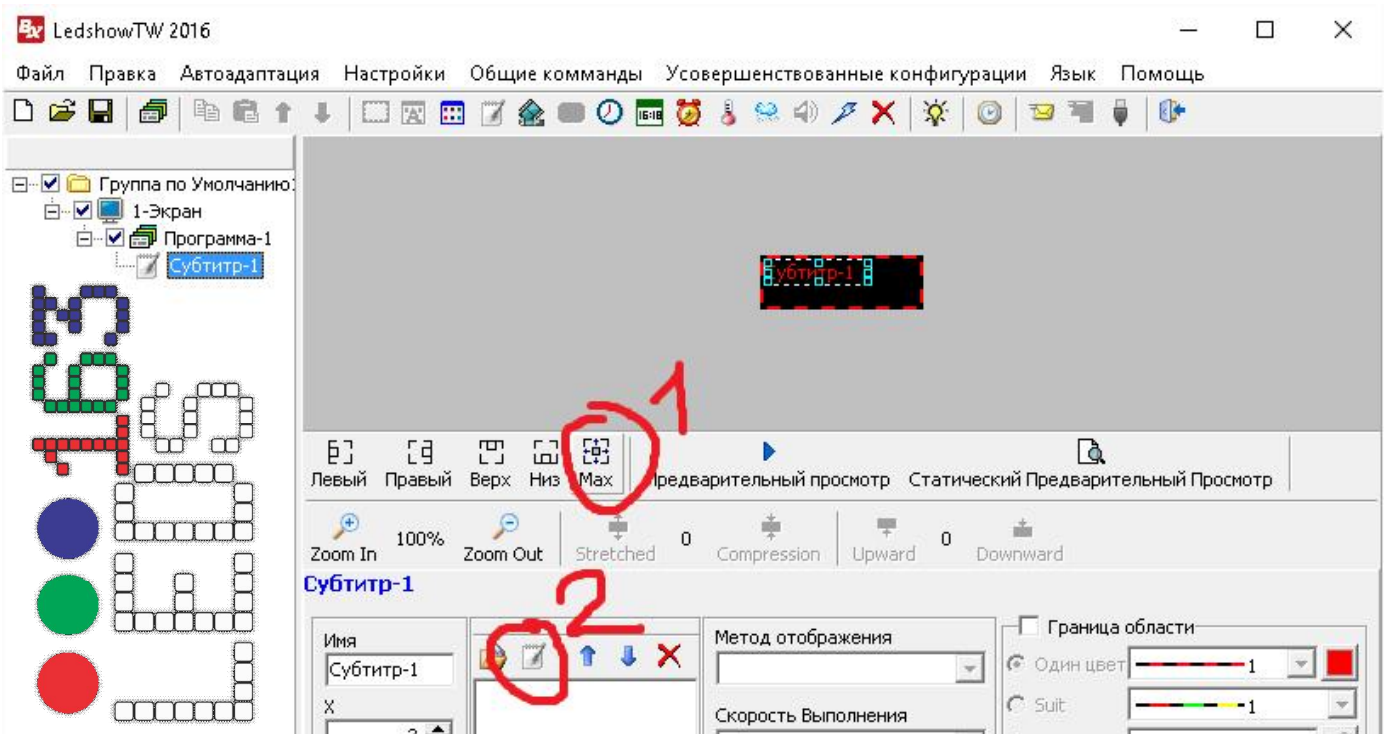 LedshowTW 2016
Файл Правка Автоадаптация Настройки Общие комманды Усовершенствованные конфигурации Язык Помощь
16:18
Группа по Умолчанию
1-Экран
Программа-1
Субтитр-1
Субтитр-1
1
Левый Правый Верх Низ Max Предварительный просмотр Статический Предварительный Просмотр
Zoom In 100% Zoom Out Stretched 0 Compression Upward 0 Downward
Субтитр-1
2
Имя
Субтитр-1
X
Метод отображения
Скорость Выполнения
Граница области
Один цвет 1
Suit 1
LEDS163